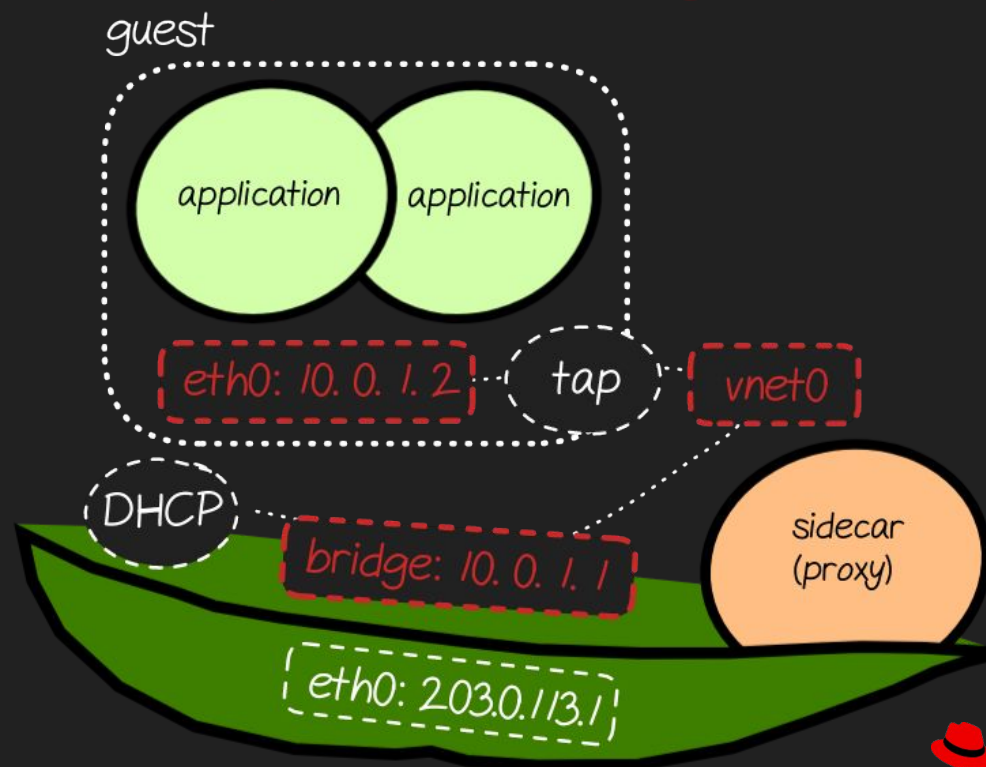 guest
application
application
eth0: 10. 0. 1. 2
tap
vnet0
DHCP
bridge: 10. 0. 1. 1
sidecar
(proxy)
eth0: 203.0.113.1